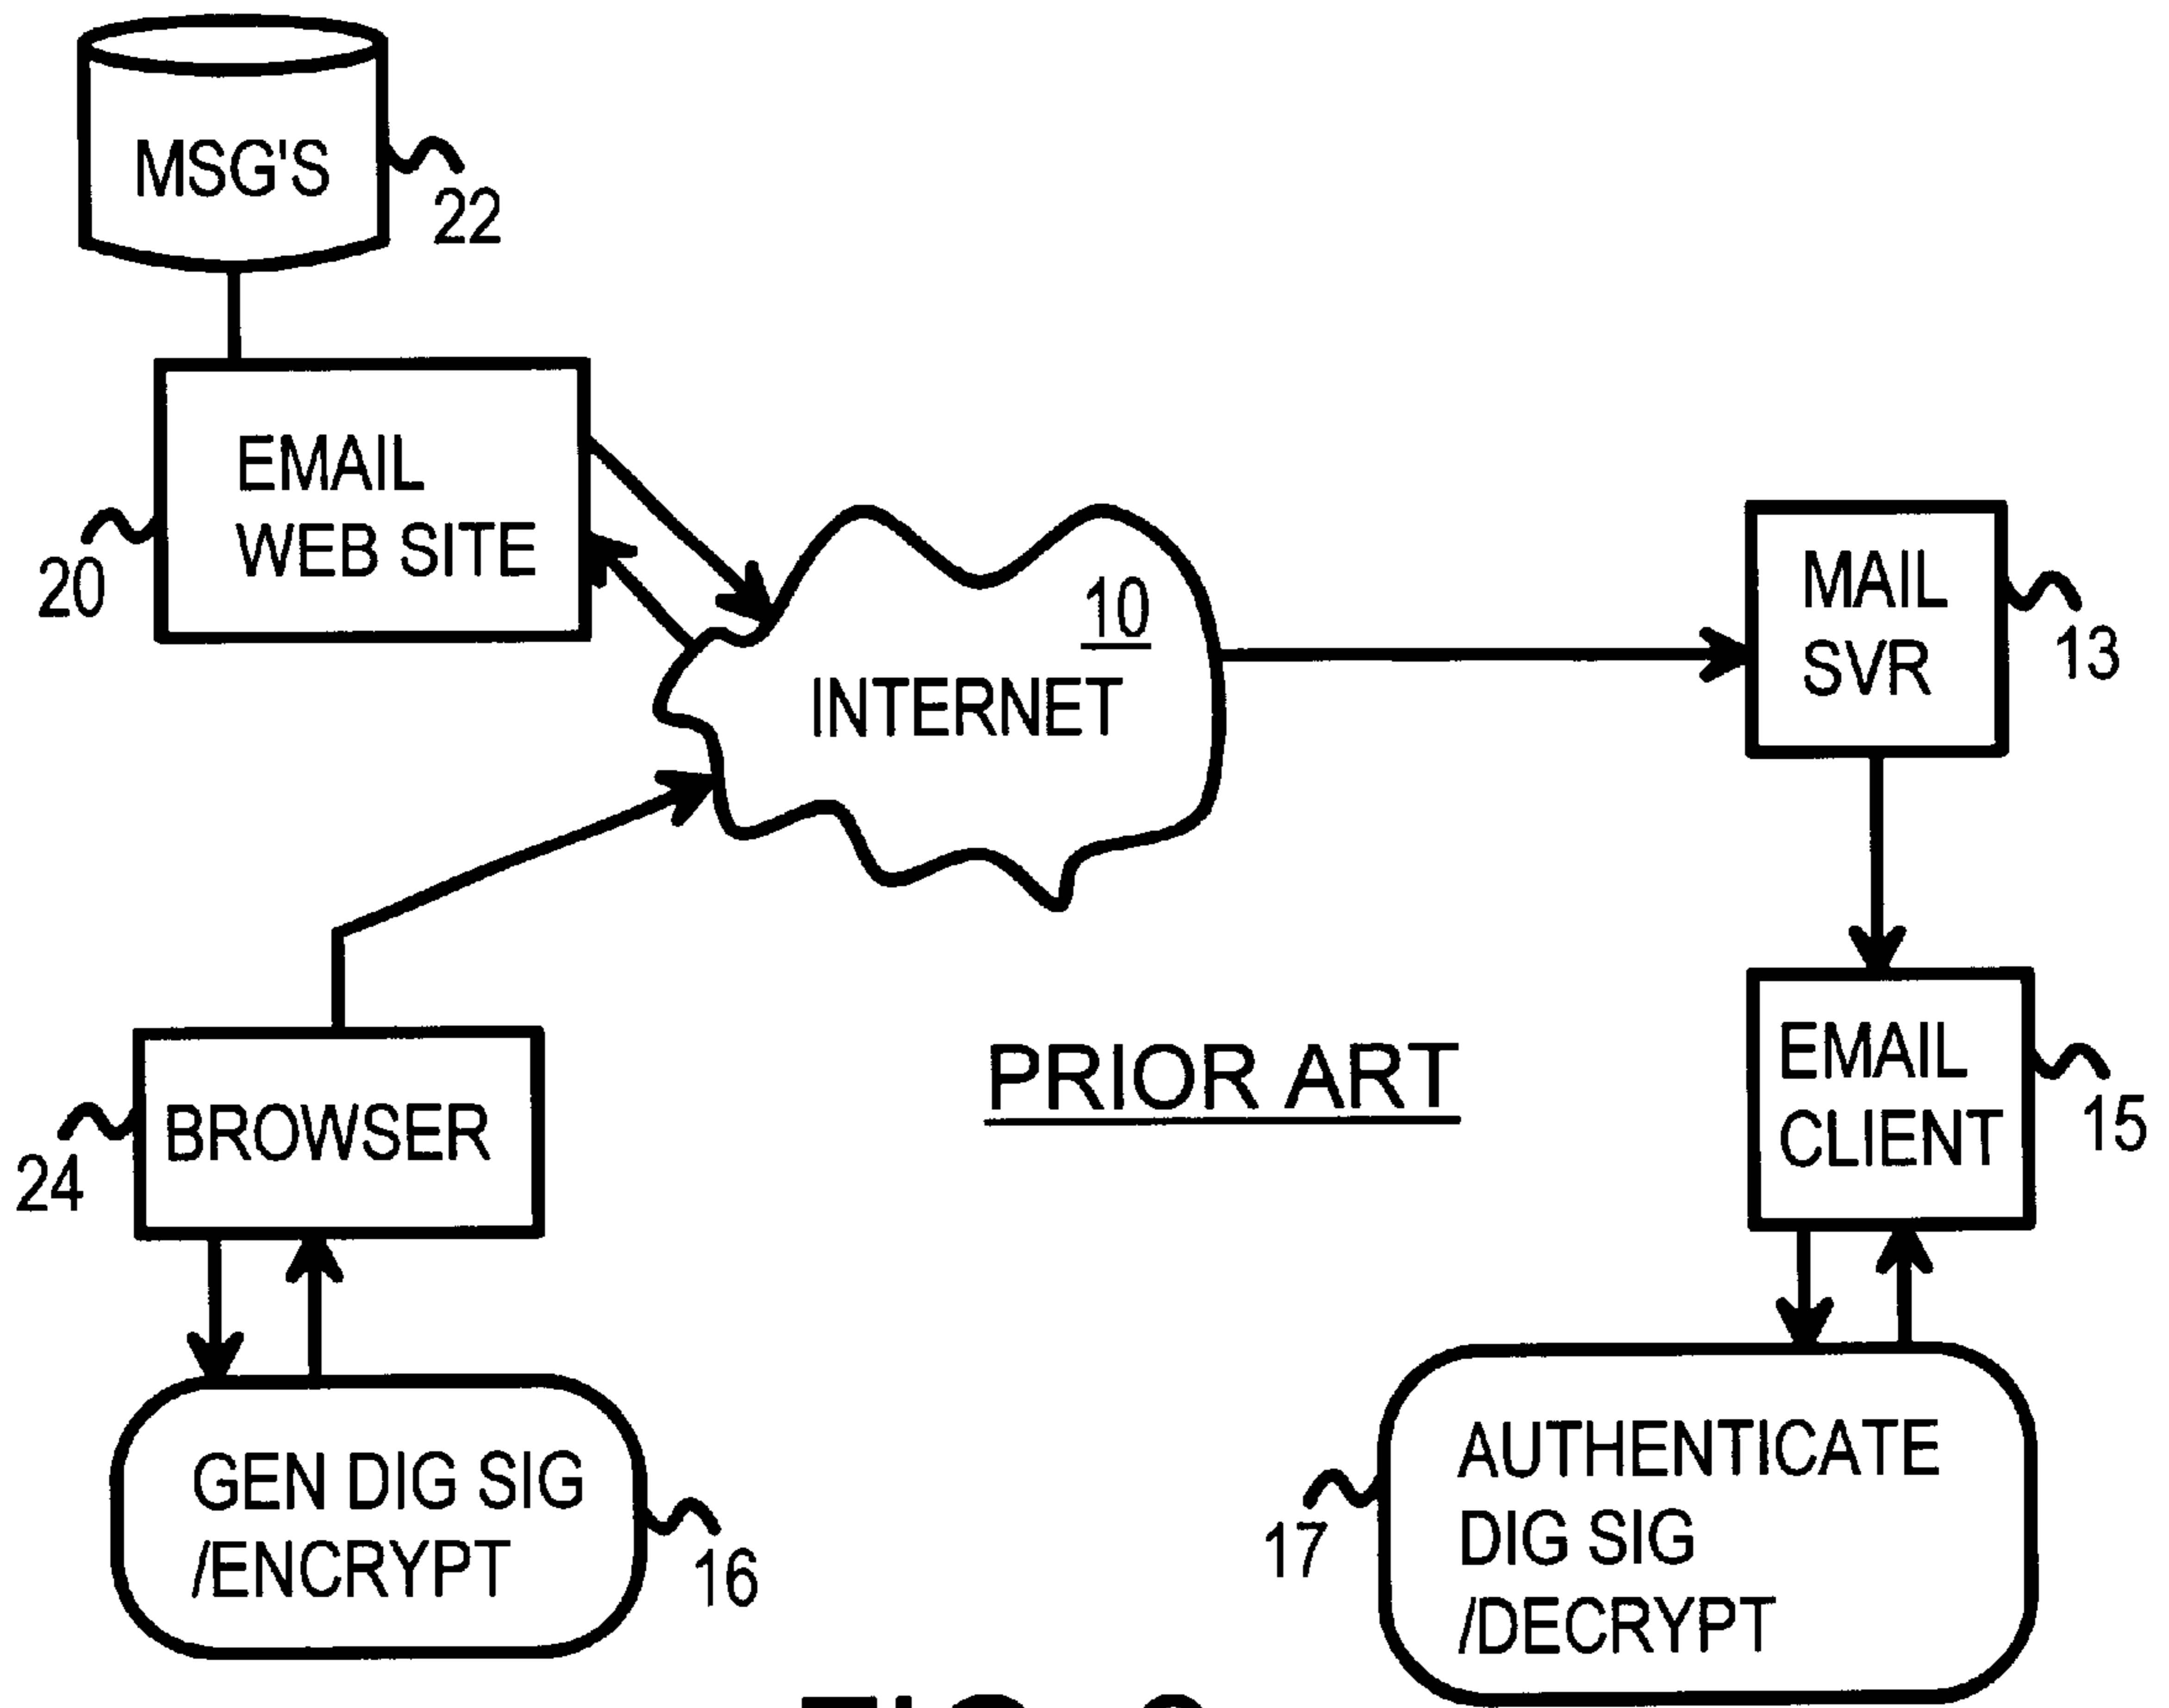 MSG'S
22
EMAIL
WEB SITE
20
10
INTERNET
MAIL
SVR
13
BROWSER
24
PRIOR ART
EMAIL
CLIENT
15
GEN DIG SIG
/ENCRYPT
16
AUTHENTICATE
DIG SIG
/DECRYPT
17